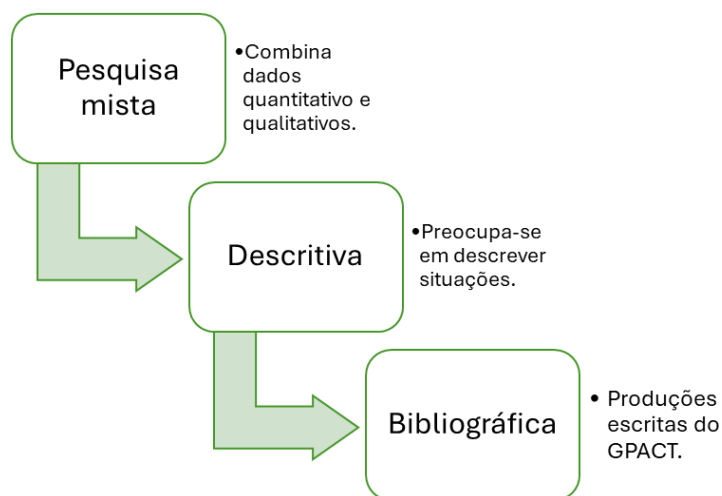 Pesquisa
mista
•Combina
dados
quantitativo e
qualitativos.
Descritiva
•Preocupa-se
em descrever
situações.
Bibliográfica
• Produções
escritas do
GPACT.